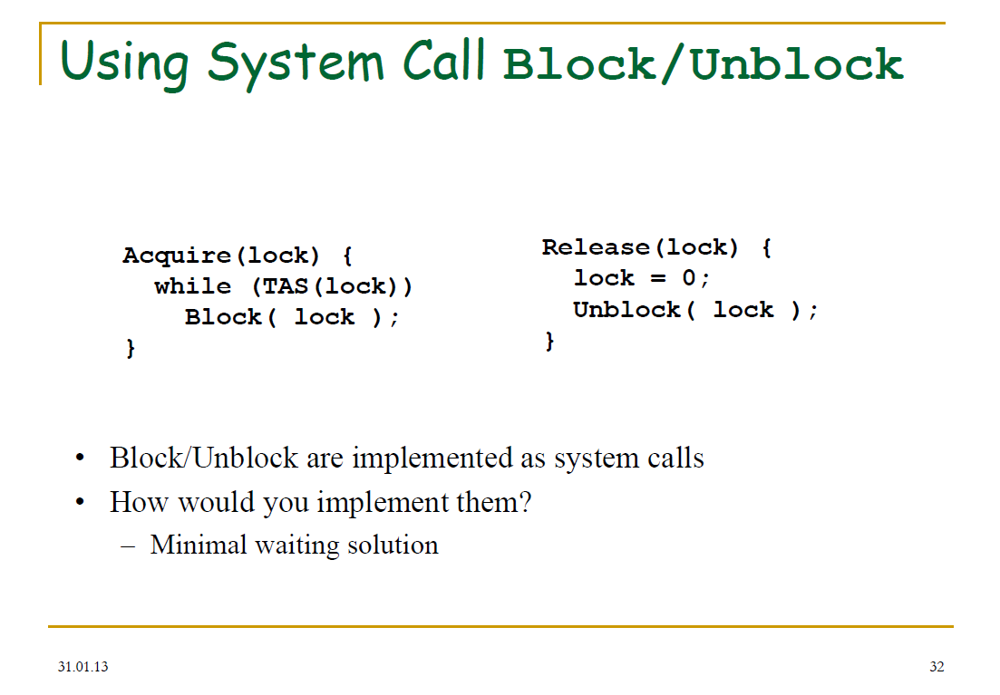 Using System Call Block/Unblock
Acquire(lock) {
while (TAS(lock))
Block( lock );
}
Release(lock) {
lock = 0;
Unblock( lock );
}
• Block/Unblock are implemented as system calls
• How would you implement them?
– Minimal waiting solution
31.01.13
32